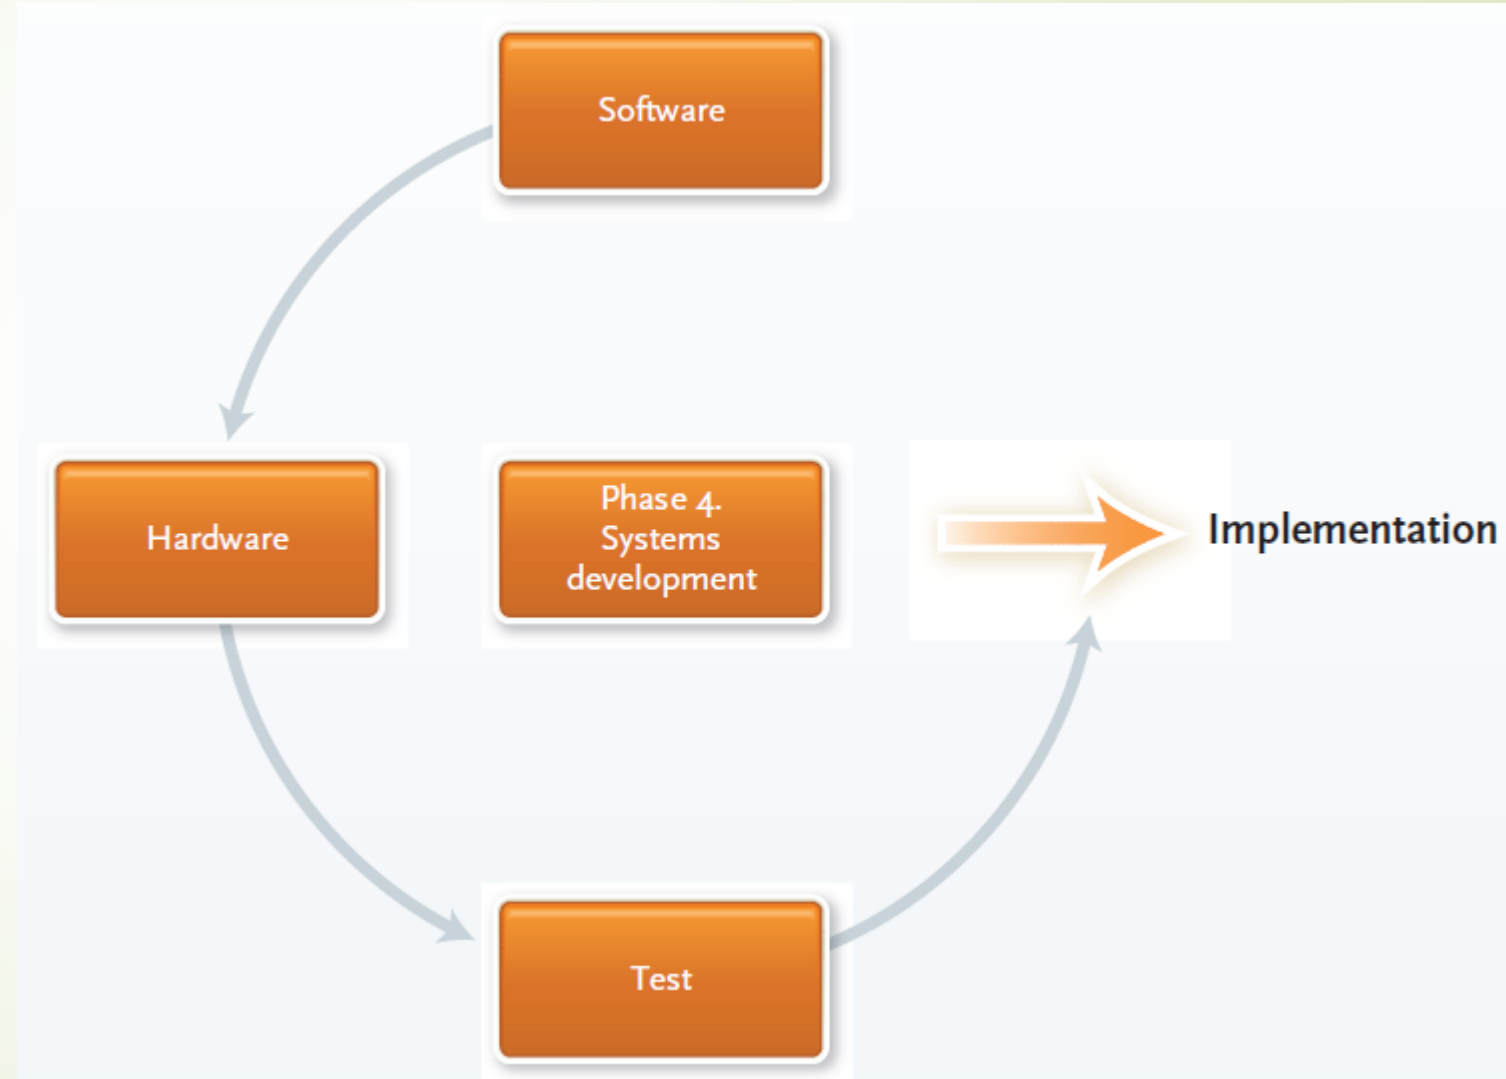 Software
Hardware
Phase 4.
Systems
development
Implementation
Test